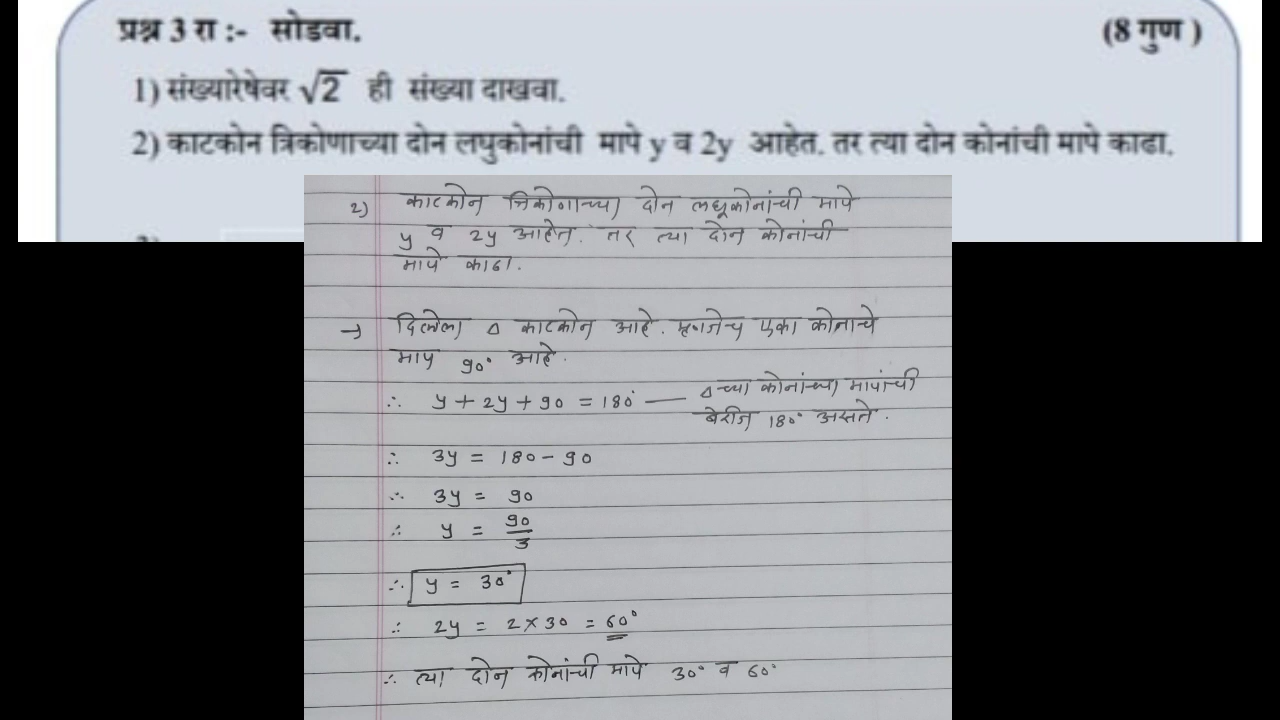 प्रश्न 3 रा :- सोडवा. (8 गुण )
1) संख्यारेषेवर √2 ही संख्या दाखवा.
2) काटकोन त्रिकोणाच्या दोन लघुकोनांची मापे y व 2y आहेत. तर त्या दोन कोनांची मापे काढा.
2) काटकोन त्रिकोणाच्या दोन लघूकोनांची मापे
y व 2y आहेत. तर त्या दोन कोनांची
मापे काढा.
→ दिलेला △ काटकोन आहे. म्हणजेच एका कोनाचे
माप 90° आहे.
∴ y + 2y + 90 = 180° — △च्या कोनांच्या मापांची
बेरीज 180° असते.
∴ 3y = 180 - 90
∴ 3y = 90
∴ y = 90/3
∴ y = 30°
∴ 2y = 2 × 30 = 60°
∴ त्या दोन कोनांची मापे 30° व 60°